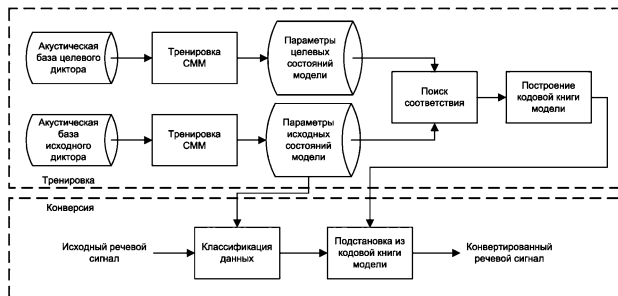 Акустическая
база целевого
диктора
Тренировка
СММ
Параметры
целевых
состояний
модели
Поиск
соответствия
Построение
кодовой книги
модели
Акустическая
база
исходного
диктора
Тренировка
СММ
Параметры
исходных
состояний
модели
Тренировка
Конверсия
Исходный речевой
сигнал
Классификация
данных
Подстановка из
кодовой книги
модели
Конвертированный
речевой сигнал